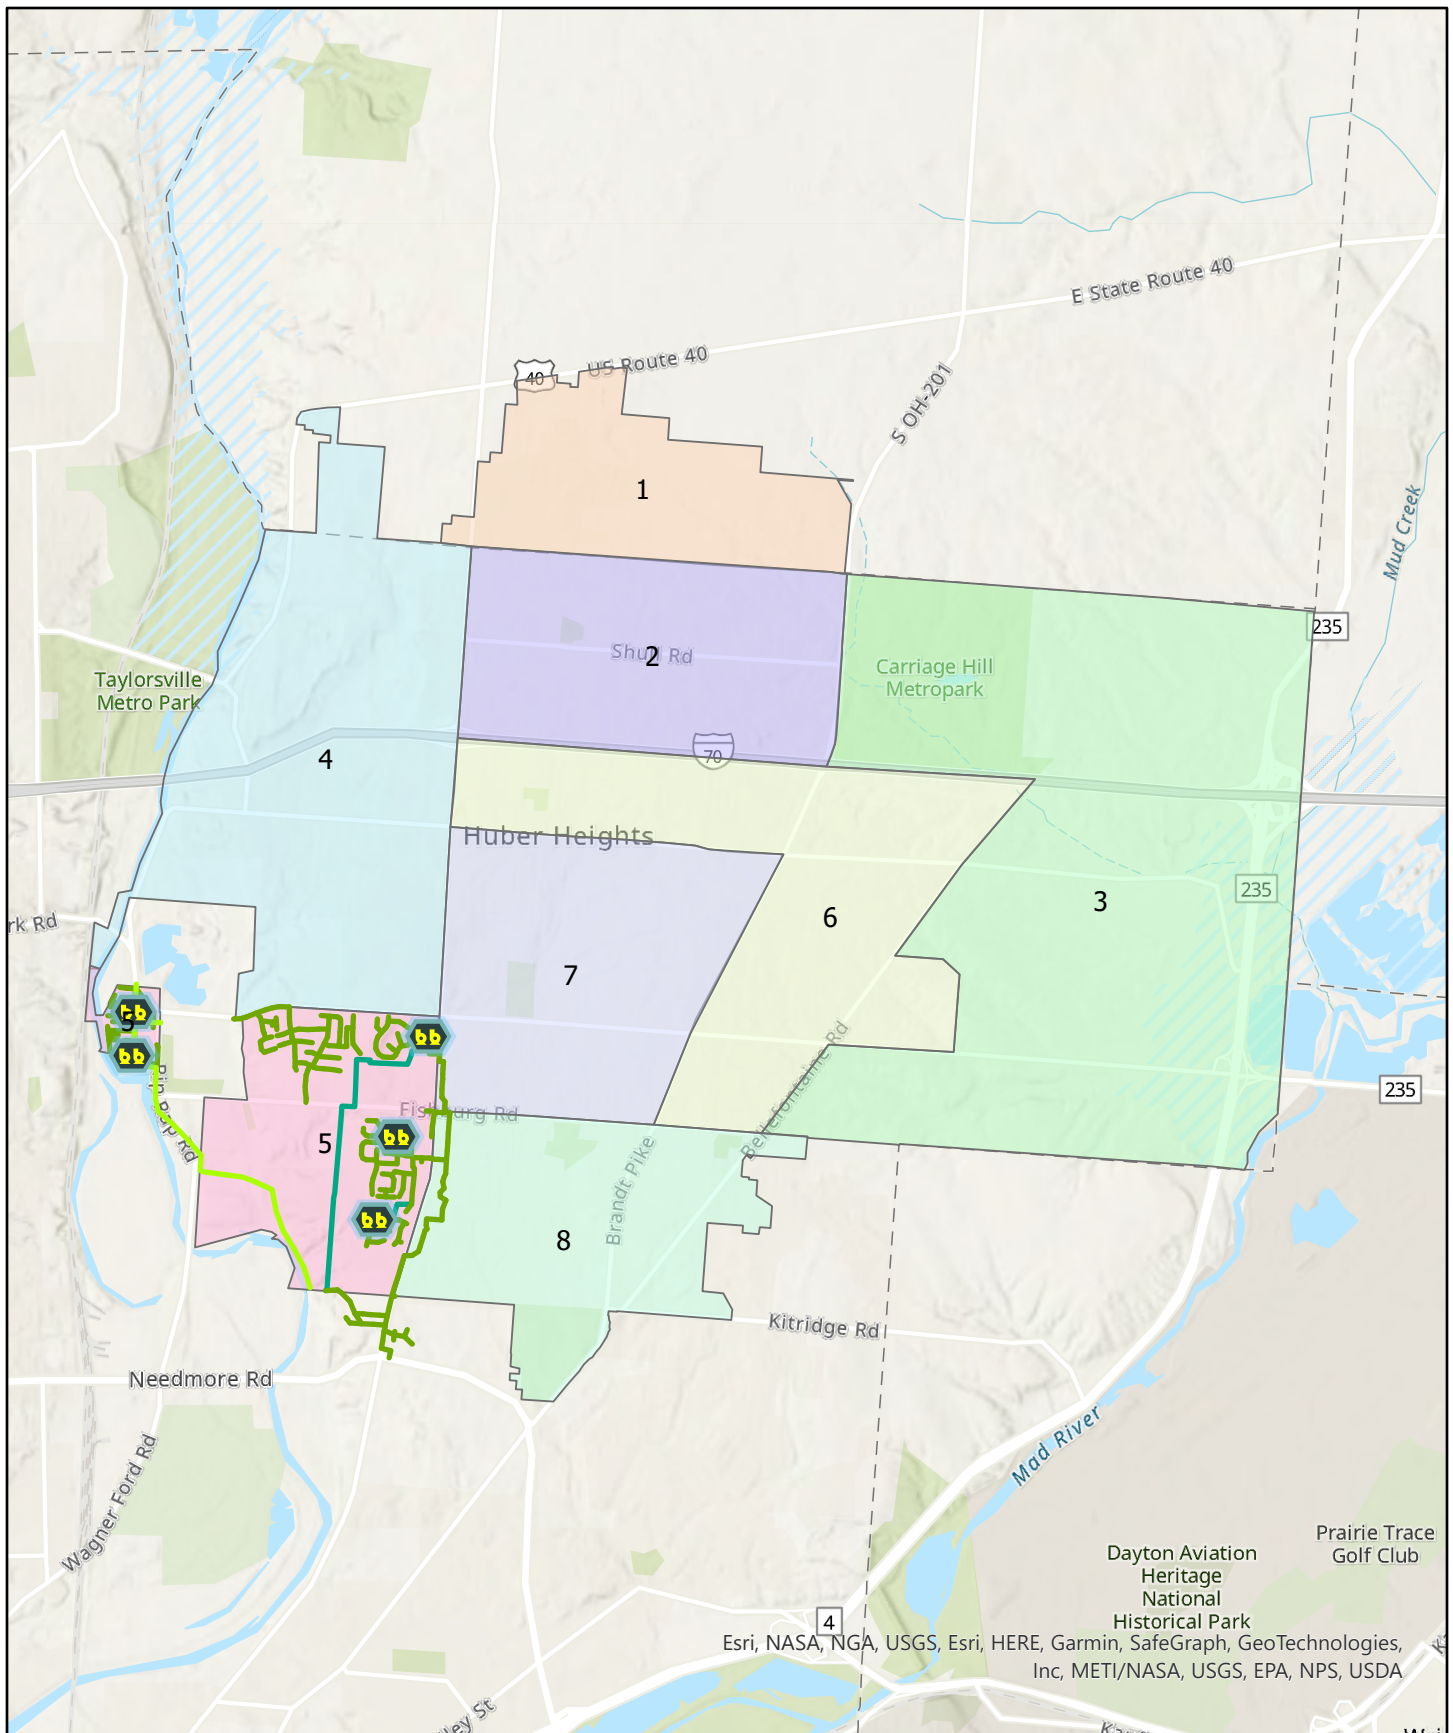 E State Route 40
US Route 40
40
S OH-201
1
Mud Creek
235
Shull Rd
2
Carriage Hill
Metropark
Taylorsville
Metro Park
70
4
Huber Heights
235
3
6
rk Rd
7
5
235
Rip Rap Rd
Fishburg Rd
5
Bellefontaine Rd
Brandt Pike
8
Kitridge Rd
Needmore Rd
Mad River
Wagner Ford Rd
Prairie Trace
Golf Club
Dayton Aviation
Heritage
National
Historical Park
4
Esri, NASA, NGA, USGS, Esri, HERE, Garmin, SafeGraph, GeoTechnologies,
Inc, METI/NASA, USGS, EPA, NPS, USDA